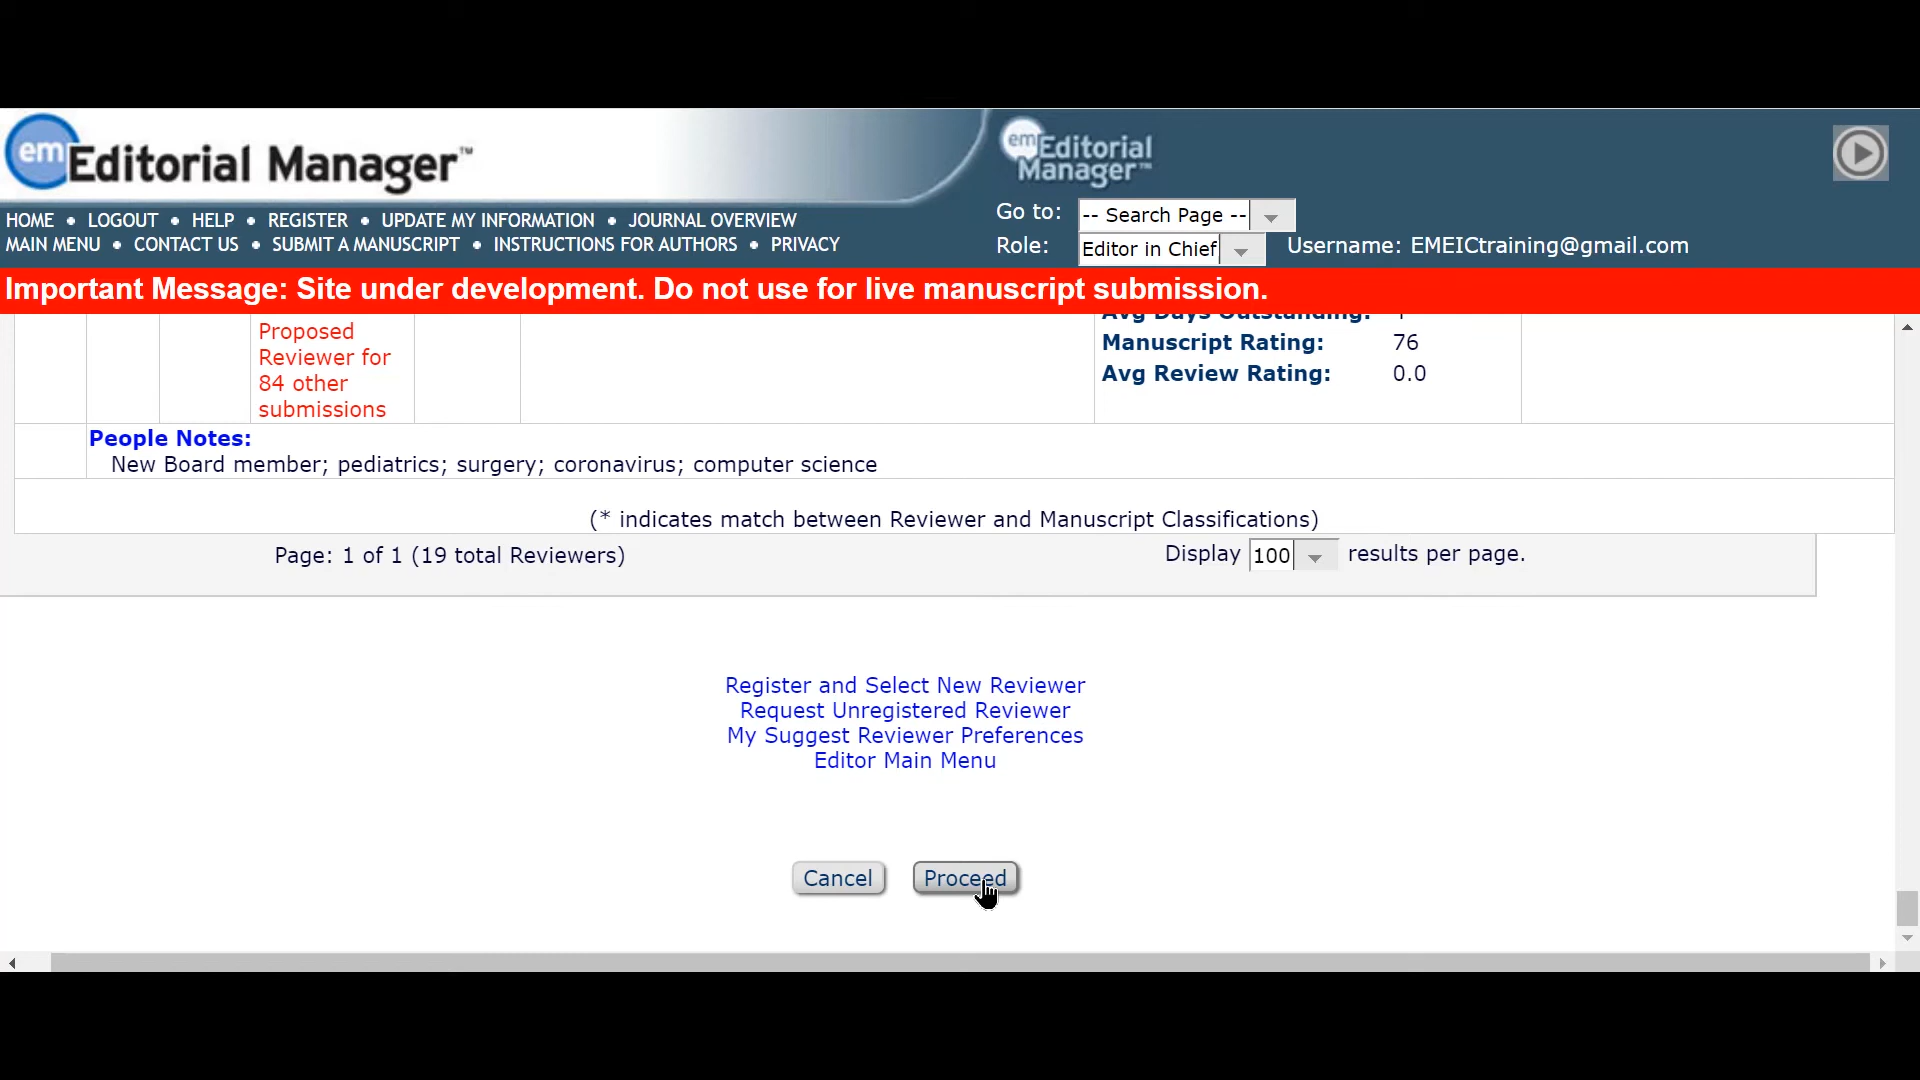 em Editorial Manager™
em Editorial Manager™
HOME • LOGOUT • HELP • REGISTER • UPDATE MY INFORMATION • JOURNAL OVERVIEW
MAIN MENU • CONTACT US • SUBMIT A MANUSCRIPT • INSTRUCTIONS FOR AUTHORS • PRIVACY
Go to: -- Search Page --
Role: Editor in Chief Username: EMEICtraining@gmail.com
Important Message: Site under development. Do not use for live manuscript submission.
Proposed
Reviewer for
84 other
submissions
Avg Days Outstanding:
Manuscript Rating: 76
Avg Review Rating: 0.0
People Notes:
New Board member; pediatrics; surgery; coronavirus; computer science
(* indicates match between Reviewer and Manuscript Classifications)
Page: 1 of 1 (19 total Reviewers)
Display 100 results per page.
Register and Select New Reviewer
Request Unregistered Reviewer
My Suggest Reviewer Preferences
Editor Main Menu
Cancel Proceed